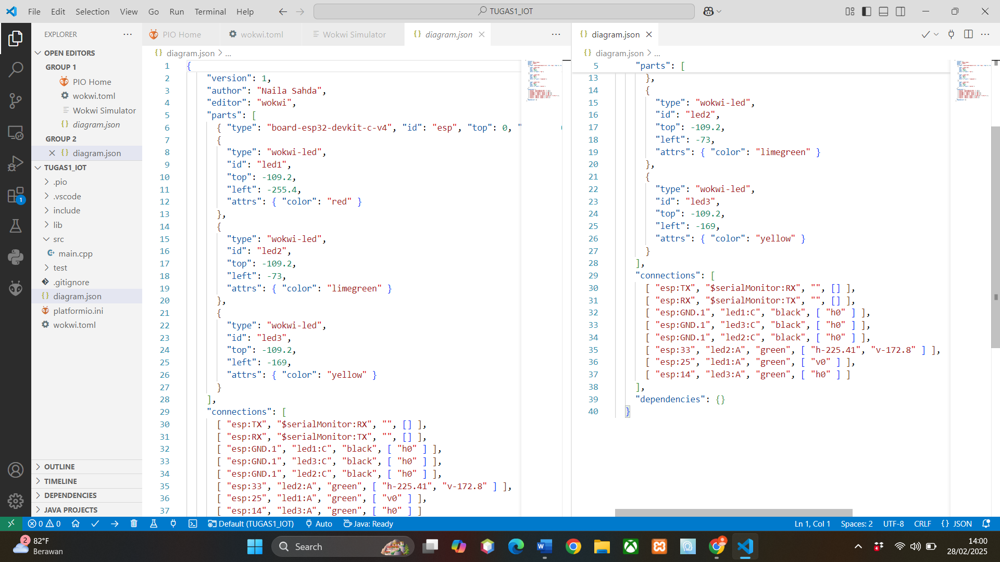 File Edit Selection View Go Run Terminal Help
TUGAS1_IOT
EXPLORER
OPEN EDITORS
GROUP 1
PIO Home
wokwi.toml
Wokwi Simulator
diagram.json
GROUP 2
diagram.json
TUGAS1_IOT
.pio
.vscode
include
lib
src
main.cpp
test
.gitignore
diagram.json
platformio.ini
wokwi.toml
OUTLINE
TIMELINE
DEPENDENCIES
JAVA PROJECTS
1
PIO Home wokwi.toml Wokwi Simulator diagram.json
diagram.json > ...
1 {
2 "version": 1,
3 "author": "Naila Sahda",
4 "editor": "wokwi",
5 "parts": [
6 { "type": "board-esp32-devkit-c-v4", "id": "esp", "top": 0, "
7 {
8 "type": "wokwi-led",
9 "id": "led1",
10 "top": -109.2,
11 "left": -255.4,
12 "attrs": { "color": "red" }
13 },
14 {
15 "type": "wokwi-led",
16 "id": "led2",
17 "top": -109.2,
18 "left": -73,
19 "attrs": { "color": "limegreen" }
20 },
21 {
22 "type": "wokwi-led",
23 "id": "led3",
24 "top": -109.2,
25 "left": -169,
26 "attrs": { "color": "yellow" }
27 }
28 ],
29 "connections": [
30 [ "esp:TX", "$serialMonitor:RX", "", [] ],
31 [ "esp:RX", "$serialMonitor:TX", "", [] ],
32 [ "esp:GND.1", "led1:C", "black", [ "h0" ] ],
33 [ "esp:GND.1", "led3:C", "black", [ "h0" ] ],
34 [ "esp:GND.1", "led2:C", "black", [ "h0" ] ],
35 [ "esp:33", "led2:A", "green", [ "h-225.41", "v-172.8" ] ],
36 [ "esp:25", "led1:A", "green", [ "v0" ] ],
37 [ "esp:14", "led3:A", "green", [ "h0" ] ]
diagram.json
diagram.json > ...
5 "parts": [
13 },
14 {
15 "type": "wokwi-led",
16 "id": "led2",
17 "top": -109.2,
18 "left": -73,
19 "attrs": { "color": "limegreen" }
20 },
21 {
22 "type": "wokwi-led",
23 "id": "led3",
24 "top": -109.2,
25 "left": -169,
26 "attrs": { "color": "yellow" }
27 }
28 ],
29 "connections": [
30 [ "esp:TX", "$serialMonitor:RX", "", [] ],
31 [ "esp:RX", "$serialMonitor:TX", "", [] ],
32 [ "esp:GND.1", "led1:C", "black", [ "h0" ] ],
33 [ "esp:GND.1", "led3:C", "black", [ "h0" ] ],
34 [ "esp:GND.1", "led2:C", "black", [ "h0" ] ],
35 [ "esp:33", "led2:A", "green", [ "h-225.41", "v-172.8" ] ],
36 [ "esp:25", "led1:A", "green", [ "v0" ] ],
37 [ "esp:14", "led3:A", "green", [ "h0" ] ]
38 ],
39 "dependencies": {}
40 }
0 0 Default (TUGAS1_IOT) Auto Java: Ready
Ln 1, Col 1 Spaces: 2 UTF-8 CRLF {} JSON
2 82°F
Berawan
Search
14:00
28/02/2025